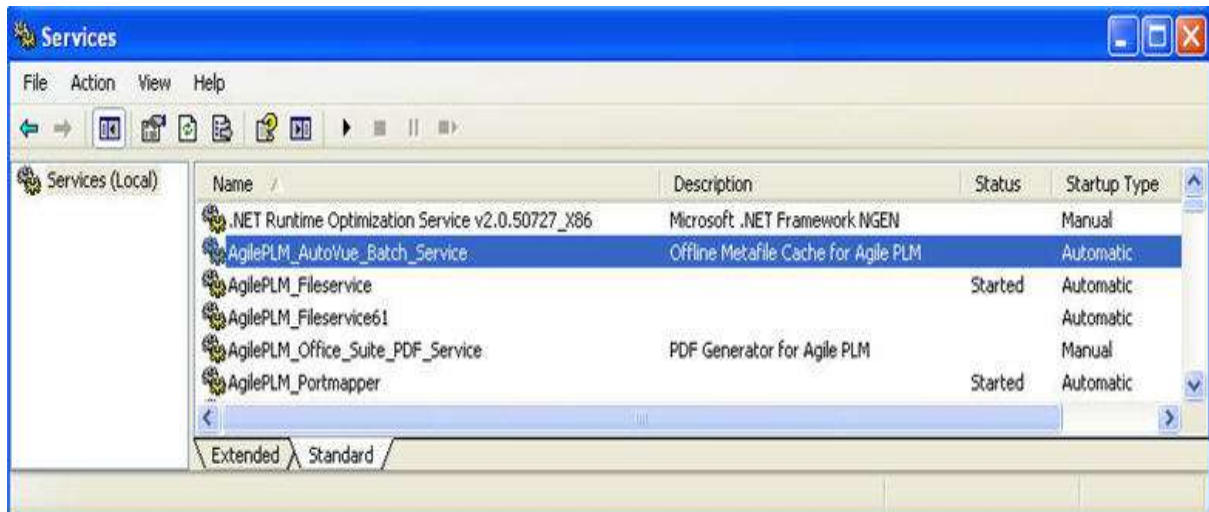 Services
File Action View Help
Services (Local)
Name Description Status Startup Type
.NET Runtime Optimization Service v2.0.50727_X86 Microsoft .NET Framework NGEN Manual
AgilePLM_AutoVue_Batch_Service Offline Metafile Cache for Agile PLM Automatic
AgilePLM_Fileservice Started Automatic
AgilePLM_Fileservice61 Automatic
AgilePLM_Office_Suite_PDF_Service PDF Generator for Agile PLM Manual
AgilePLM_Portmapper Started Automatic
Extended Standard